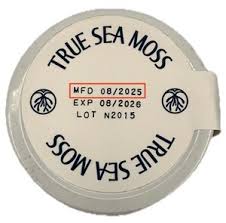 TRUE SEA MOSS
MFD 08/2025
EXP 08/2026
LOT N2015
TRUE SEA MOSS